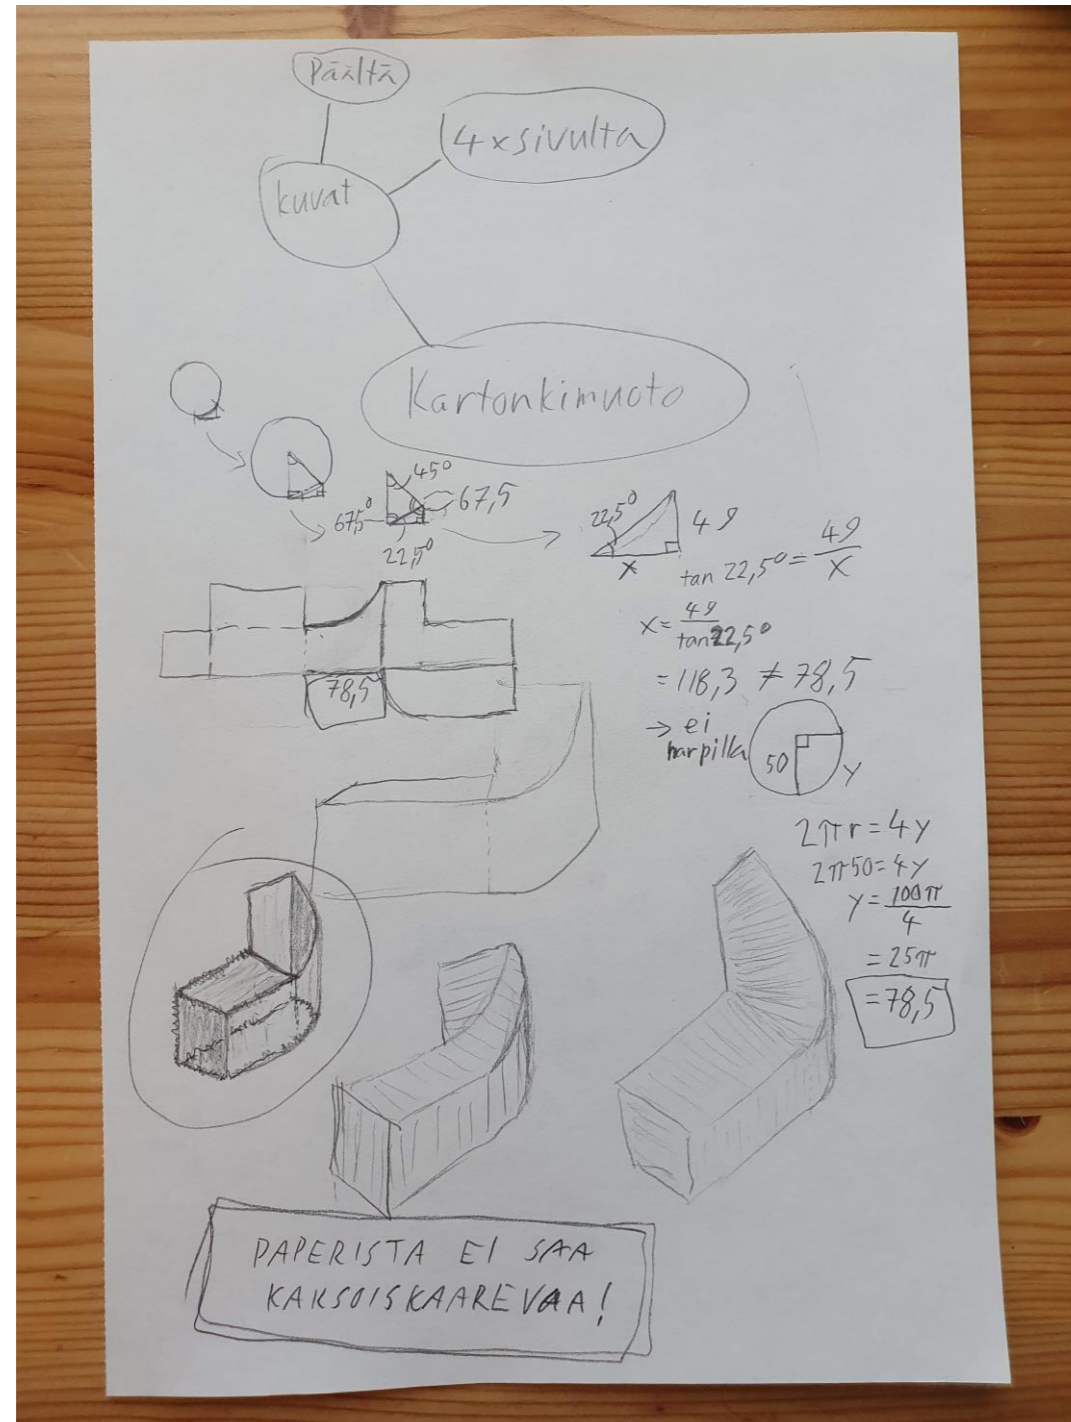 Päältä
4xsivulta
kuvat
Kartonkimuoto
45°
67,5
67,5°
22,5°
22,5°
49
x
tan 22,5° = 49/x
x = 49/tan22,5°
= 118,3 ≠ 78,5
→ ei
harpilla
78,5
50
y
2πr = 4y
2π50 = 4y
y = 100π/4
= 25π
= 78,5
PAPERISTA EI SAA
KAKSOISKAAREVAA!